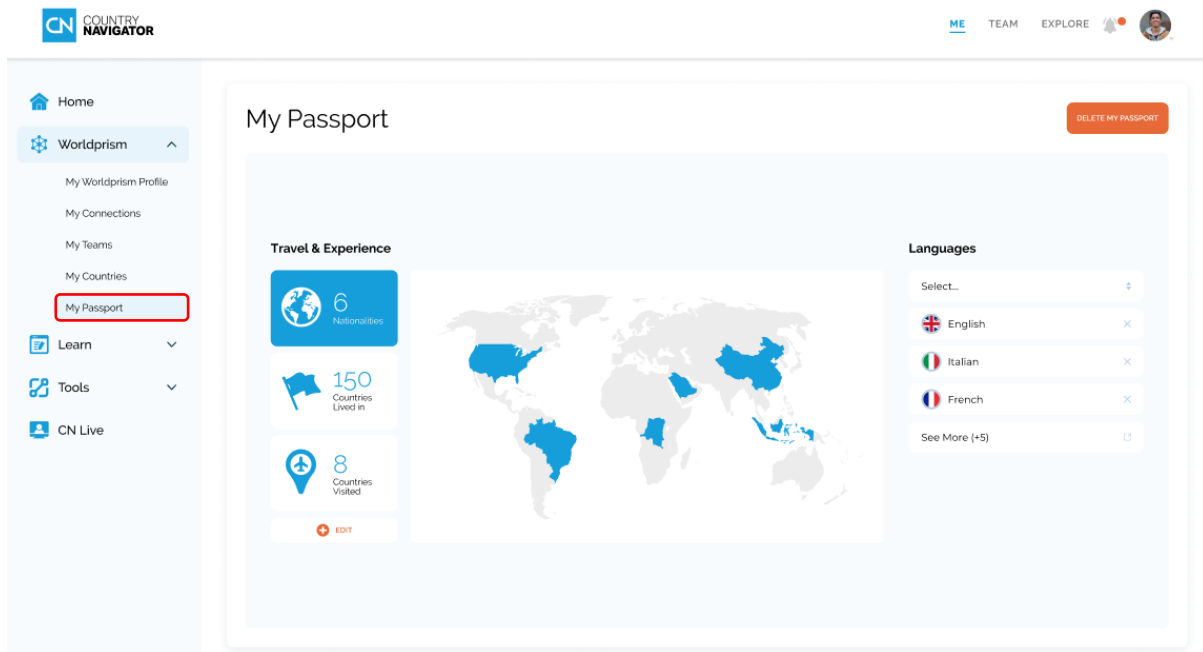 CN COUNTRY
NAVIGATOR
ME TEAM EXPLORE
Home
Worldprism
My Worldprism Profile
My Connections
My Teams
My Countries
My Passport
Learn
Tools
CN Live
My Passport
DELETE MY PASSPORT
Travel & Experience
6
Nationalities
150
Countries
Lived in
8
Countries
Visited
EDIT
Languages
Select...
English
Italian
French
See More (+5)